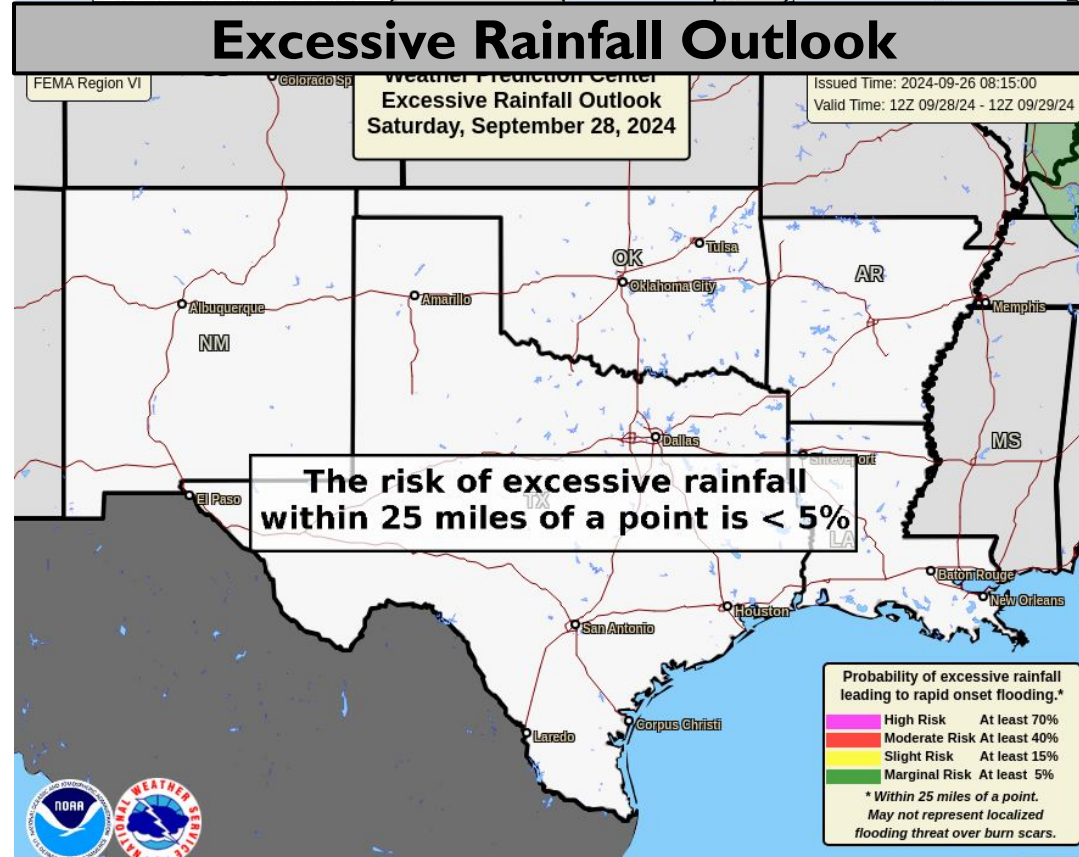 Excessive Rainfall Outlook
FEMA Region VI
Colorado Sp
Weather Prediction Center
Excessive Rainfall Outlook
Saturday, September 28, 2024
Issued Time: 2024-09-26 08:15:00
Valid Time: 12Z 09/28/24 - 12Z 09/29/24
Tulsa
OK
Oklahoma City
AR
Albuquerque
Amarillo
Memphis
NM
Dallas
MS
Shreveport
The risk of excessive rainfall
within 25 miles of a point is < 5%
El Paso
TX
LA
Baton Rouge
New Orleans
Houston
San Antonio
Corpus Christi
Laredo
Probability of excessive rainfall
leading to rapid onset flooding.*
High Risk At least 70%
Moderate Risk At least 40%
Slight Risk At least 15%
Marginal Risk At least 5%
* Within 25 miles of a point.
May not represent localized
flooding threat over burn scars.
NOAA
NATIONAL WEATHER SERVICE